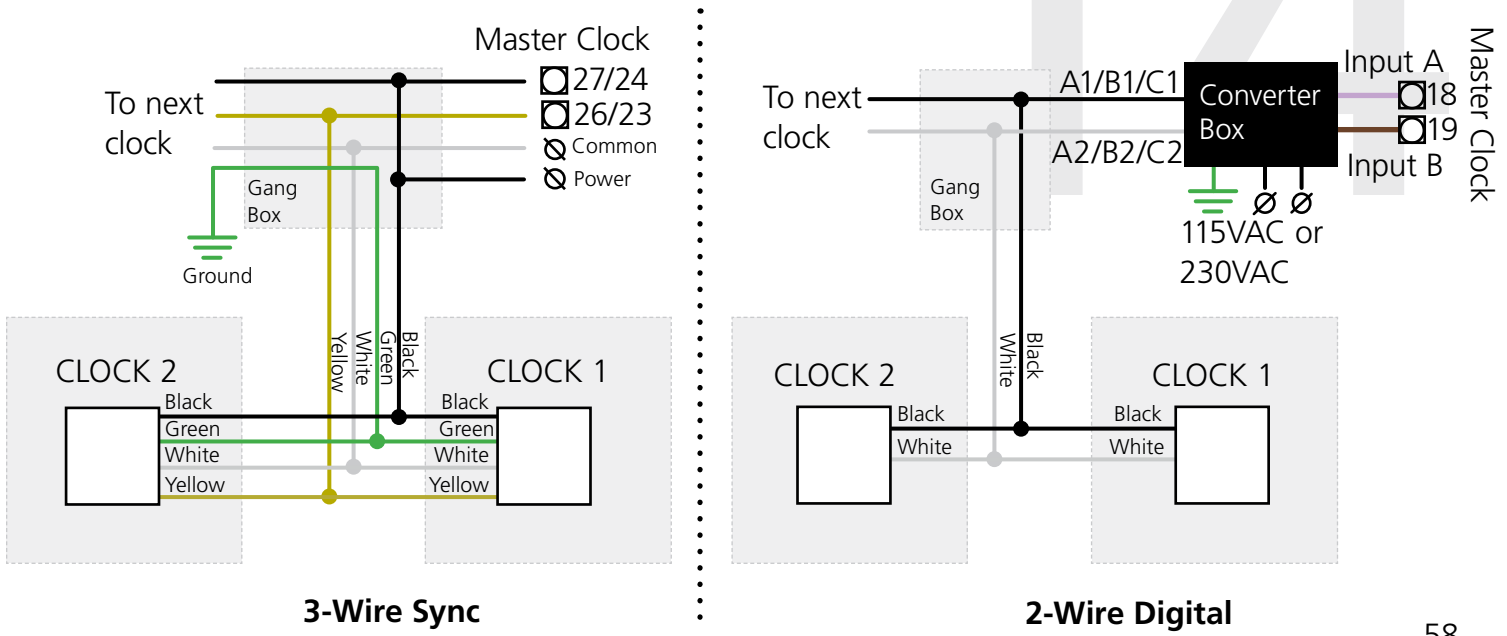 Master Clock
27/24
26/23
Common
Power
To next
clock
Gang
Box
Ground
Yellow
White
Green
Black
CLOCK 2
CLOCK 1
Black
Green
White
Yellow
Black
Green
White
Yellow
3-Wire Sync
Master Clock
Input A
18
19
Input B
A1/B1/C1
Converter
Box
A2/B2/C2
To next
clock
Gang
Box
115VAC or
230VAC
White
Black
CLOCK 2
CLOCK 1
Black
White
Black
White
2-Wire Digital
58